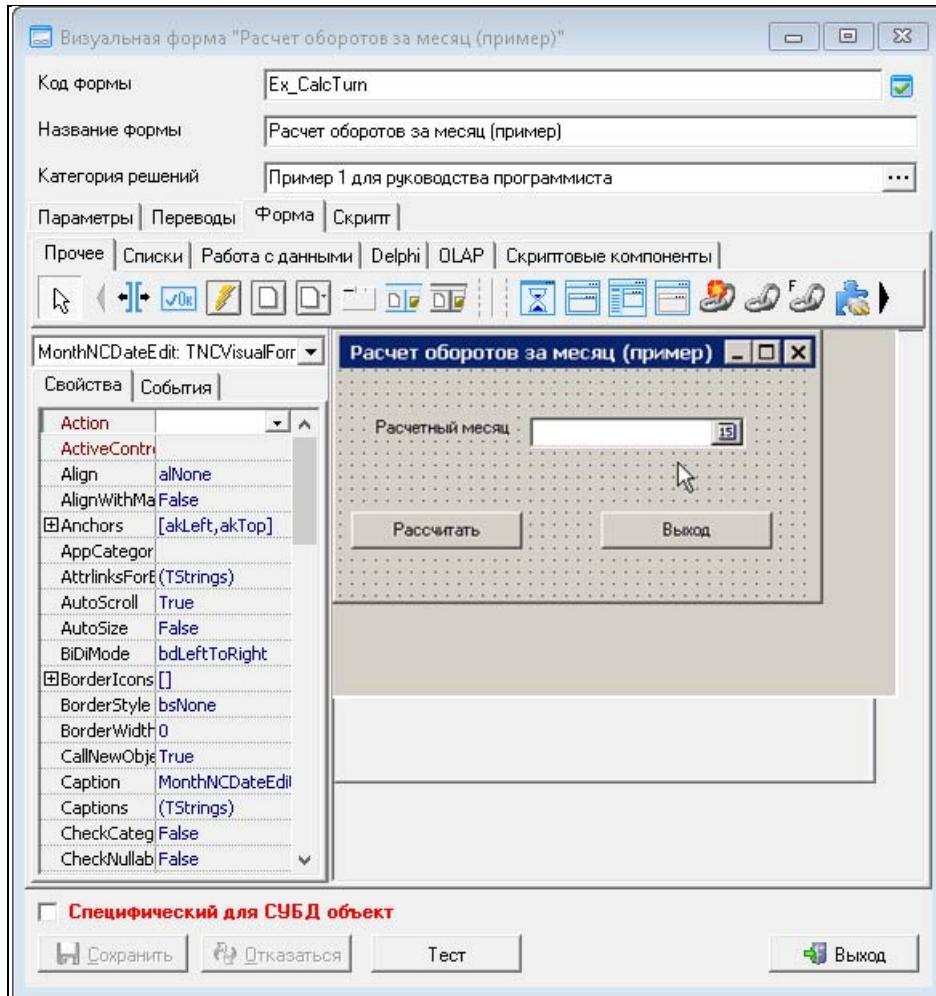 Визуальная форма "Расчет оборотов за месяц (пример)"
Код формы Ex_CalcTurn
Название формы Расчет оборотов за месяц (пример)
Категория решений Пример 1 для руководства программиста ...
Параметры Переводы Форма Скрипт
Прочее Списки Работа с данными Delphi OLAP Скриптовые компоненты
MonthNCDateEdit: TNCVisualForr
Свойства События
Action
ActiveContr
Align alNone
AlignWithMa False
Anchors [akLeft,akTop]
AppCategor
AttrlinksForE (TStrings)
AutoScroll True
AutoSize False
BiDiMode bdLeftToRight
BorderIcons []
BorderStyle bsNone
BorderWidth 0
CallNewObje True
Caption MonthNCDateEdit
Captions (TStrings)
CheckCateg False
CheckNullab False
Расчет оборотов за месяц (пример)
Расчетный месяц 15
Рассчитать Выход
Специфический для СУБД объект
Сохранить Отказаться Тест Выход